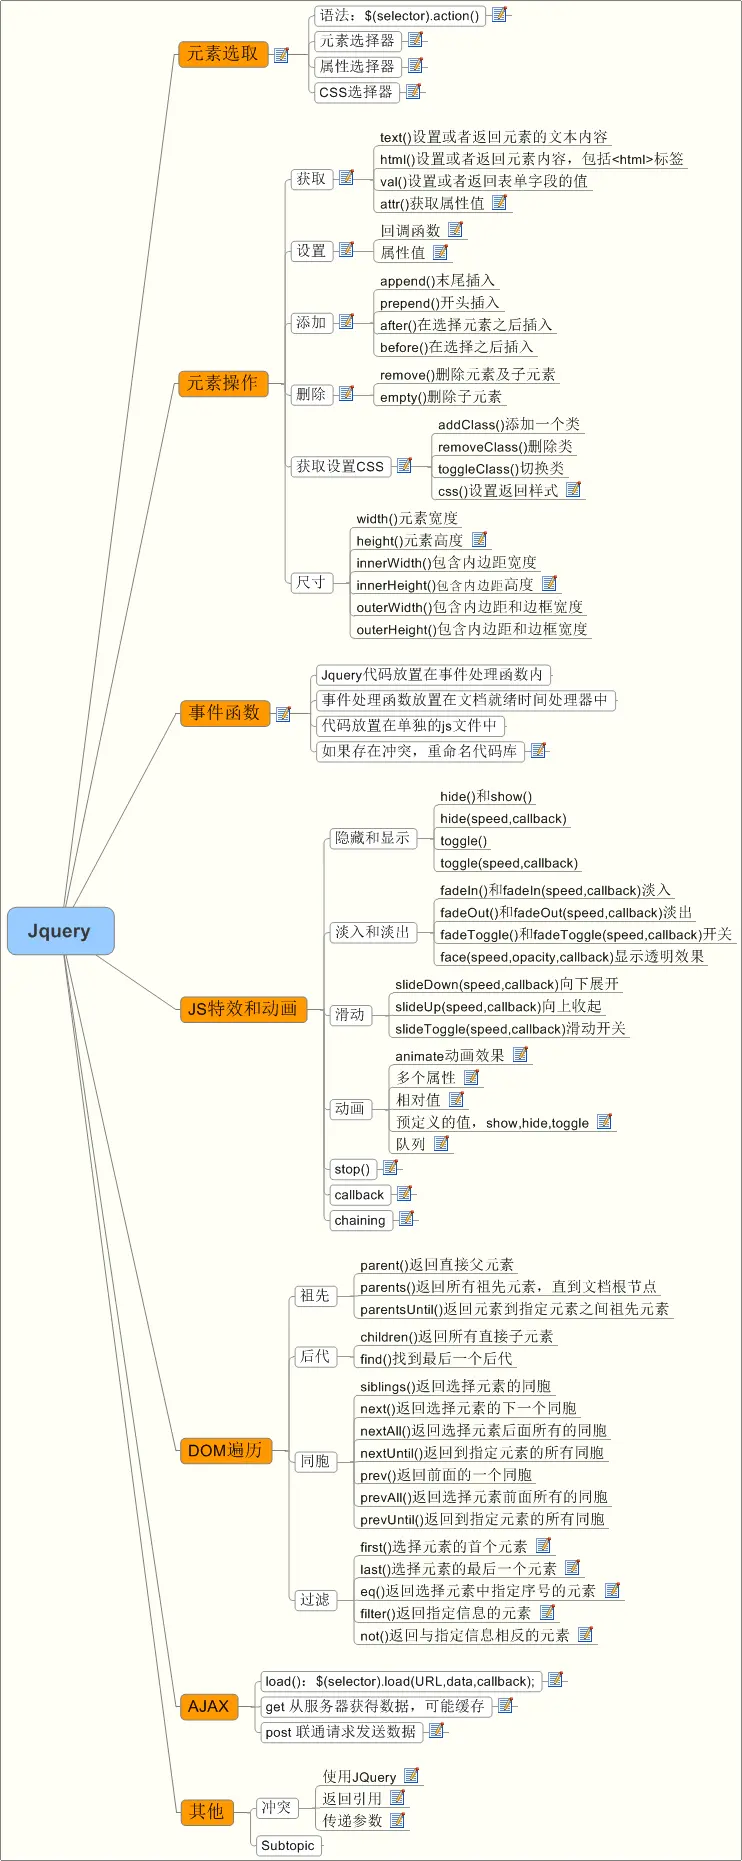 Jquery
元素选取
语法：$(selector).action()
元素选择器
属性选择器
CSS选择器
元素操作
获取
text()设置或者返回元素的文本内容
html()设置或者返回元素内容，包括<html>标签
val()设置或者返回表单字段的值
attr()获取属性值
设置
回调函数
属性值
添加
append()末尾插入
prepend()开头插入
after()在选择元素之后插入
before()在选择之后插入
删除
remove()删除元素及子元素
empty()删除子元素
获取设置CSS
addClass()添加一个类
removeClass()删除类
toggleClass()切换类
css()设置返回样式
尺寸
width()元素宽度
height()元素高度
innerWidth()包含内边距宽度
innerHeight()包含内边距高度
outerWidth()包含内边距和边框宽度
outerHeight()包含内边距和边框宽度
事件函数
Jquery代码放置在事件处理函数内
事件处理函数放置在文档就绪时间处理器中
代码放置在单独的js文件中
如果存在冲突，重命名代码库
JS特效和动画
隐藏和显示
hide()和show()
hide(speed,callback)
toggle()
toggle(speed,callback)
淡入和淡出
fadeIn()和fadeIn(speed,callback)淡入
fadeOut()和fadeOut(speed,callback)淡出
fadeToggle()和fadeToggle(speed,callback)开关
face(speed,opacity,callback)显示透明效果
滑动
slideDown(speed,callback)向下展开
slideUp(speed,callback)向上收起
slideToggle(speed,callback)滑动开关
动画
animate动画效果
多个属性
相对值
预定义的值，show,hide,toggle
队列
stop()
callback
chaining
DOM遍历
祖先
parent()返回直接父元素
parents()返回所有祖先元素，直到文档根节点
parentsUntil()返回元素到指定元素之间祖先元素
后代
children()返回所有直接子元素
find()找到最后一个后代
同胞
siblings()返回选择元素的同胞
next()返回选择元素的下一个同胞
nextAll()返回选择元素后面所有的同胞
nextUntil()返回到指定元素的所有同胞
prev()返回前面的一个同胞
prevAll()返回选择元素前面所有的同胞
prevUntil()返回到指定元素的所有同胞
过滤
first()选择元素的首个元素
last()选择元素的最后一个元素
eq()返回选择元素中指定序号的元素
filter()返回指定信息的元素
not()返回与指定信息相反的元素
AJAX
load()：$(selector).load(URL,data,callback);
get 从服务器获得数据，可能缓存
post 联通请求发送数据
其他
冲突
使用JQuery
返回引用
传递参数
Subtopic